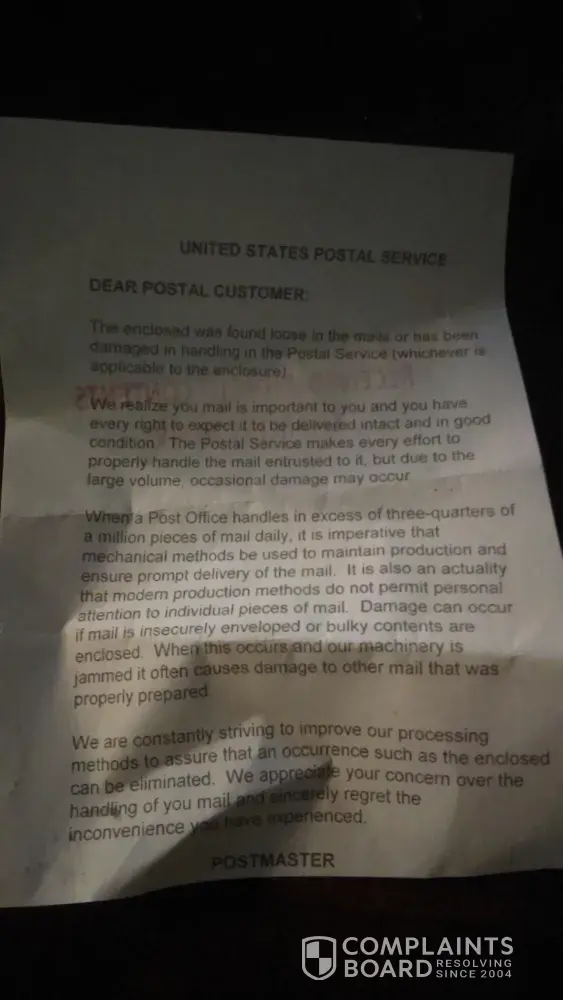 UNITED STATES POSTAL SERVICE
DEAR POSTAL CUSTOMER:
The enclosed was found loose in the mails or has been
damaged in handling in the Postal Service (whichever is
applicable to the enclosure).
We realize you mail is important to you and you have
every right to expect it to be delivered intact and in good
condition. The Postal Service makes every effort to
properly handle the mail entrusted to it, but due to the
large volume, occasional damage may occur
When a Post Office handles in excess of three-quarters of
a million pieces of mail daily, it is imperative that
mechanical methods be used to maintain production and
ensure prompt delivery of the mail. It is also an actuality
that modern production methods do not permit personal
attention to individual pieces of mail. Damage can occur
if mail is insecurely enveloped or bulky contents are
enclosed. When this occurs and our machinery is
jammed it often causes damage to other mail that was
properly prepared.
We are constantly striving to improve our processing
methods to assure that an occurrence such as the enclosed
can be eliminated. We appreciate your concern over the
handling of you mail and sincerely regret the
inconvenience you have experienced.
POSTMASTER
COMPLAINTS
BOARD RESOLVING
SINCE 2004